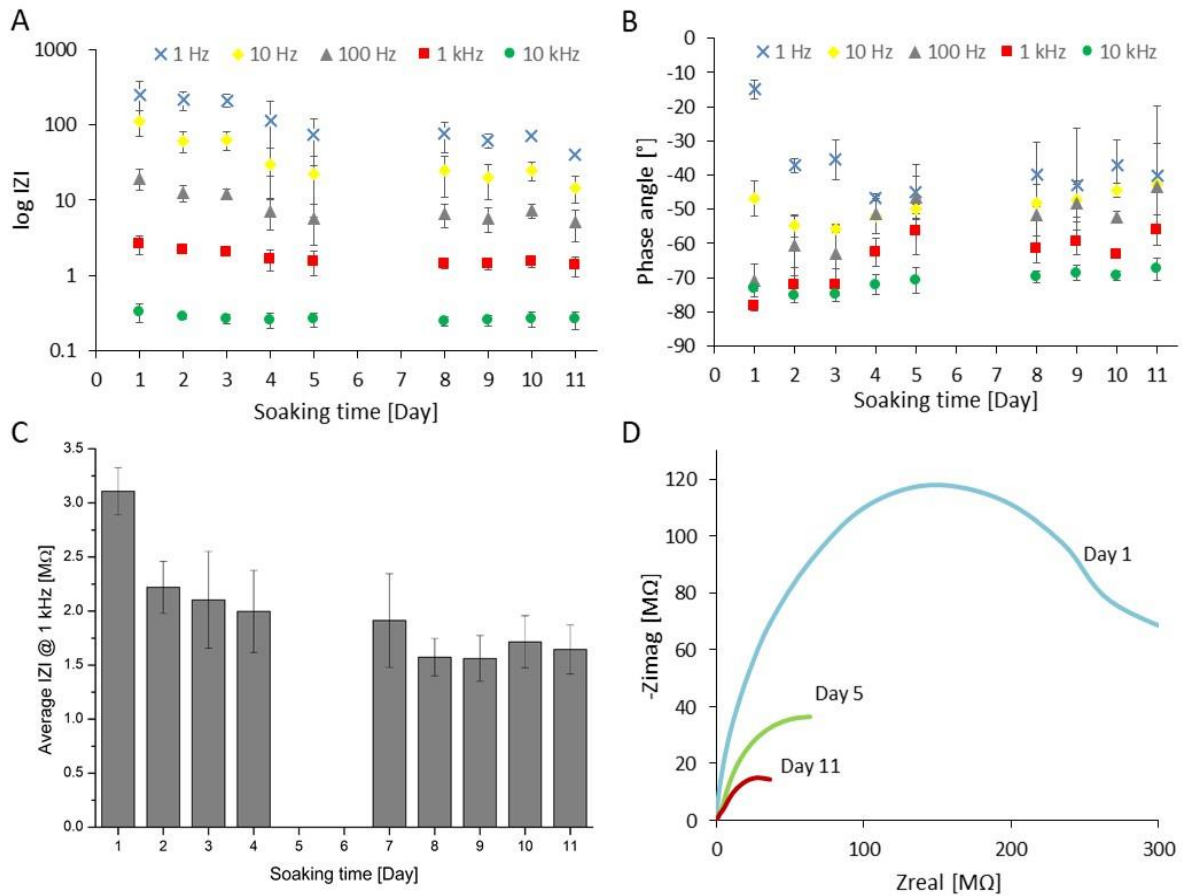 A
1 Hz 10 Hz 100 Hz 1 kHz 10 kHz
1000
100
10
1
0.1
log IZI
0 1 2 3 4 5 6 7 8 9 10 11
Soaking time [Day]
B
1 Hz 10 Hz 100 Hz 1 kHz 10 kHz
0
-10
-20
-30
-40
-50
-60
-70
-80
-90
Phase angle [°]
0 1 2 3 4 5 6 7 8 9 10 11
Soaking time [Day]
C
3.5
3.0
2.5
2.0
1.5
1.0
0.5
0.0
Average IZI @ 1 kHz [MΩ]
1 2 3 4 5 6 7 8 9 10 11
Soaking time [Day]
D
120
100
80
60
40
20
0
-Zimag [MΩ]
Day 1
Day 5
Day 11
0 100 200 300
Zreal [MΩ]